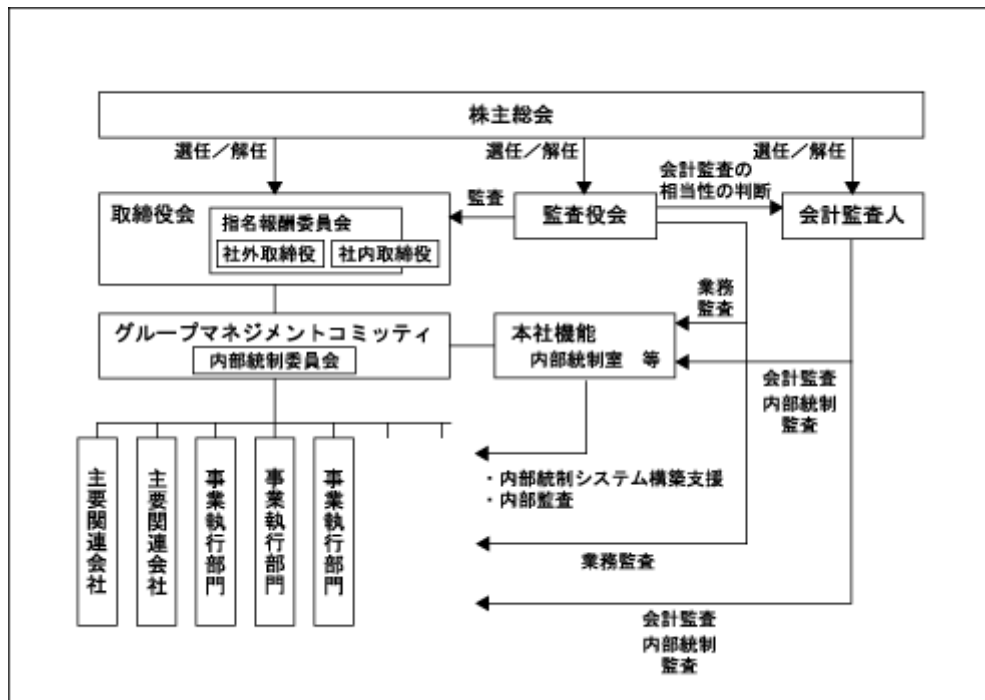 株主総会
選任／解任
選任／解任
選任／解任
会計監査の
相当性の判断
取締役会
指名報酬委員会
社外取締役
社内取締役
監査
監査役会
会計監査人
業務
監査
グループマネジメントコミッティ
内部統制委員会
本社機能
内部統制室　等
会計監査
内部統制
監査
主要関連会社
主要関連会社
事業執行部門
事業執行部門
事業執行部門
・内部統制システム構築支援
・内部監査
業務監査
会計監査
内部統制
監査